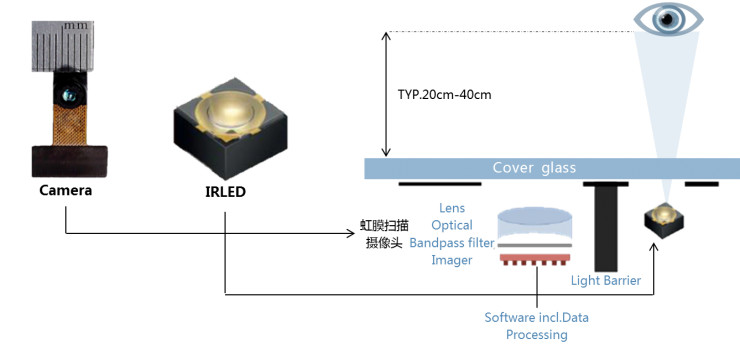 mm
Camera
IRLED
TYP.20cm-40cm
Cover glass
虹膜扫描
摄像头
Lens
Optical
Bandpass filter
Imager
Light Barrier
Software incl.Data
Processing